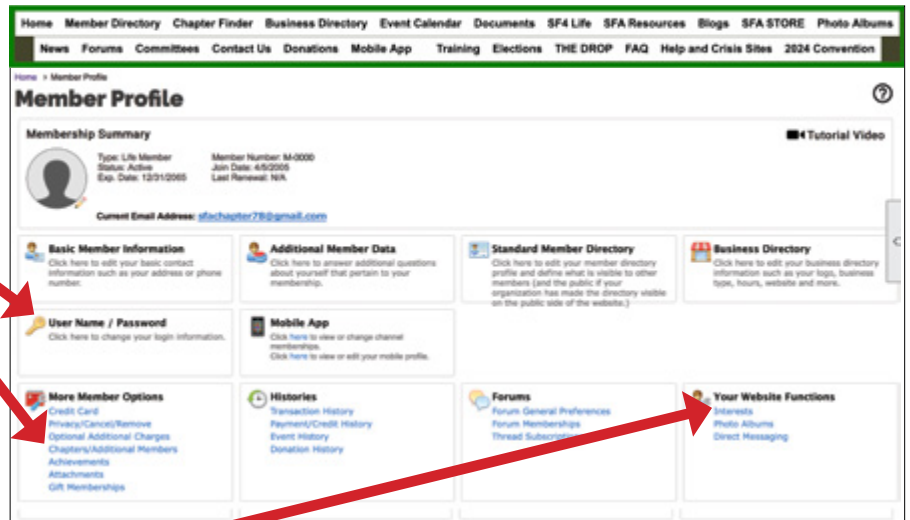 Home Member Directory Chapter Finder Business Directory Event Calendar Documents SF4 Life SFA Resources Blogs SFA STORE Photo Albums
News Forums Committees Contact Us Donations Mobile App Training Elections THE DROP FAQ Help and Crisis Sites 2024 Convention
Home > Member Profile
Member Profile
Membership Summary
Tutorial Video
Type: Life Member Member Number: M-0000
Status: Active Join Date: 4/5/2005
Exp. Date: 12/31/2065 Last Renewal: N/A
Current Email Address: sfachapter78@gmail.com
Basic Member Information
Click here to edit your basic contact
information such as your address or phone
number.
Additional Member Data
Click here to answer additional questions
about yourself that pertain to your
membership.
Standard Member Directory
Click here to edit your member directory
profile and define what is visible to other
members (and the public if your
organization has made the directory visible
on the public side of the website.)
Business Directory
Click here to edit your business directory
information such as your logo, business
type, hours, website and more.
User Name / Password
Click here to change your login information.
Mobile App
Click here to view or change channel
memberships.
Click here to view or edit your mobile profile.
More Member Options
Credit Card
Privacy/Cancel/Remove
Optional Additional Charges
Chapters/Additional Members
Achievements
Attachments
Gift Memberships
Histories
Transaction History
Payment/Credit History
Event History
Donation History
Forums
Forum General Preferences
Forum Memberships
Thread
Your Website Functions
Interests
Photo Albums
Direct Messaging